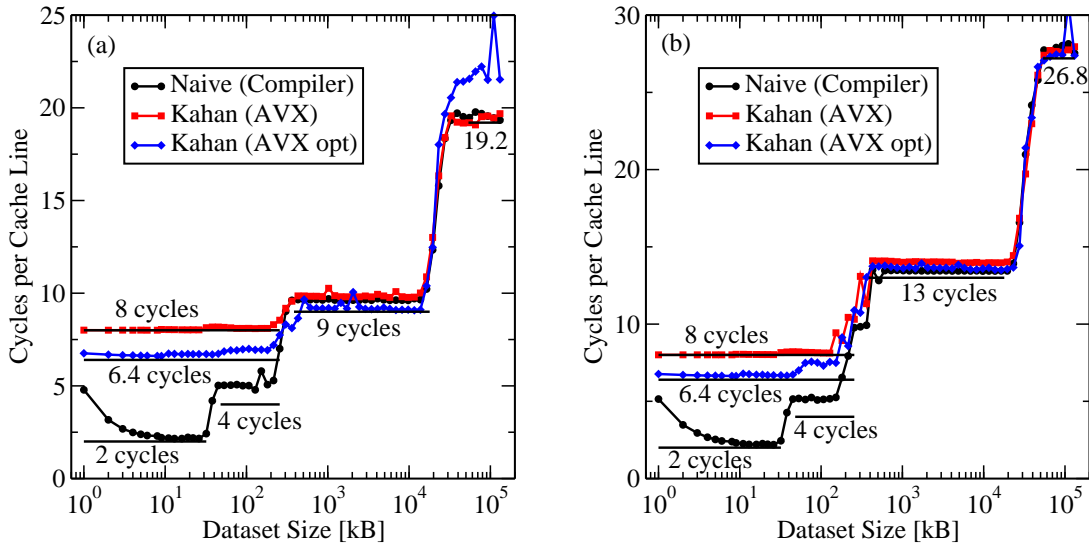 (a)
Naive (Compiler)
Kahan (AVX)
Kahan (AVX opt)
19.2
8 cycles
9 cycles
6.4 cycles
4 cycles
2 cycles
25
20
15
10
5
0
10^0 10^1 10^2 10^3 10^4 10^5
Dataset Size [kB]
Cycles per Cache Line
(b)
Naive (Compiler)
Kahan (AVX)
Kahan (AVX opt)
26.8
13 cycles
8 cycles
6.4 cycles
4 cycles
2 cycles
30
20
10
0
10^0 10^1 10^2 10^3 10^4 10^5
Dataset Size [kB]
Cycles per Cache Line